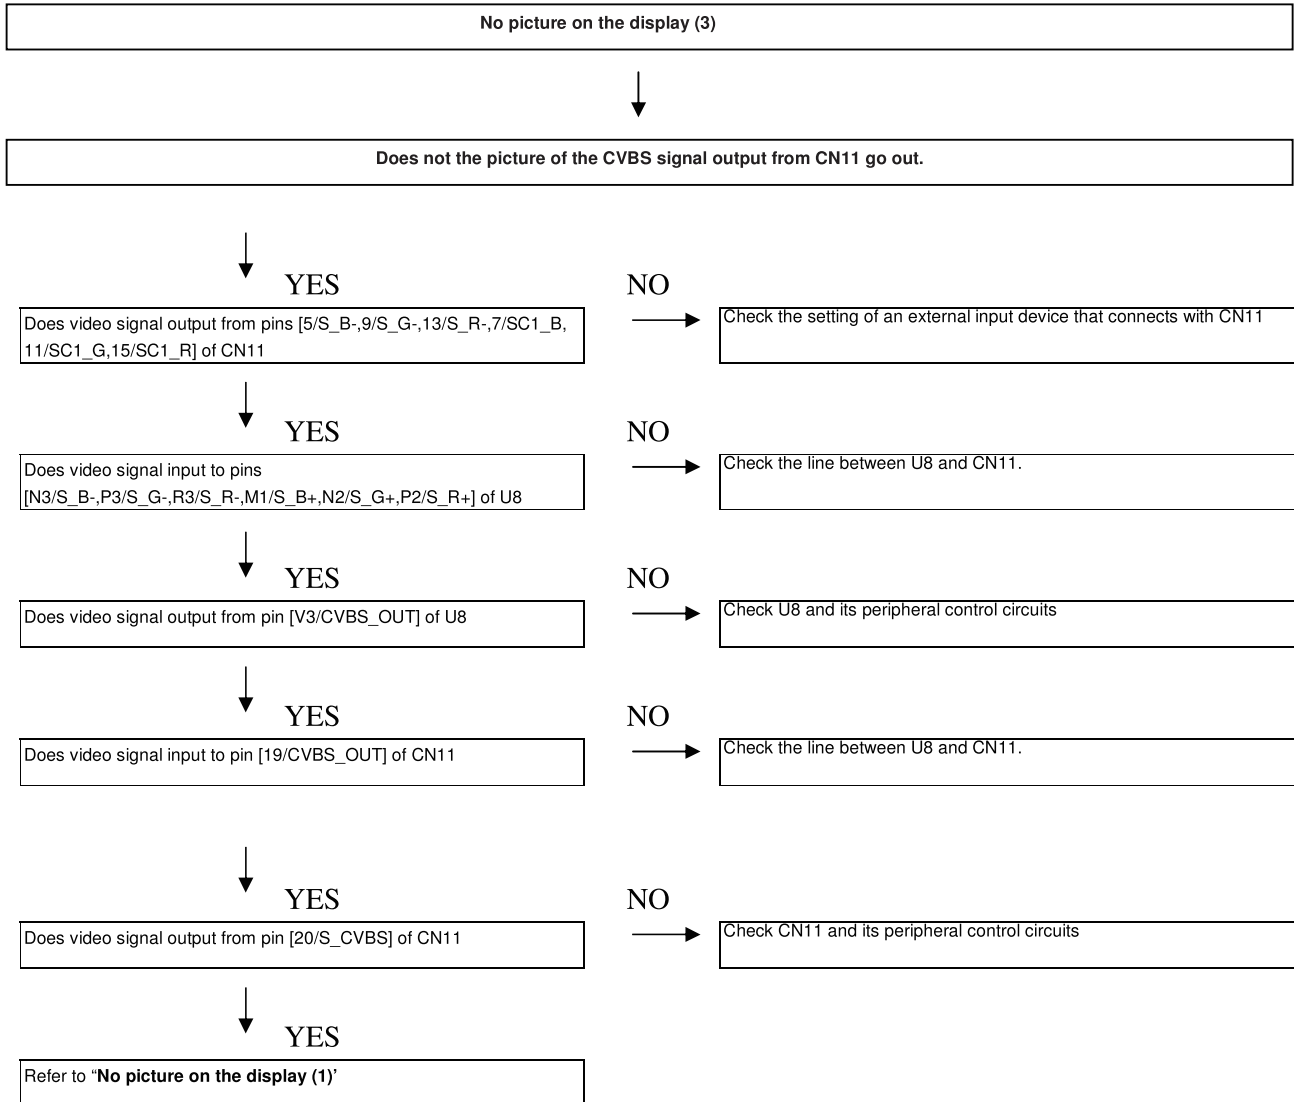 No picture on the display (3)
Does not the picture of the CVBS signal output from CN11 go out.
YES
NO
Does video signal output from pins [5/S_B-,9/S_G-,13/S_R-,7/SC1_B,
11/SC1_G,15/SC1_R] of CN11
Check the setting of an external input device that connects with CN11
YES
NO
Does video signal input to pins
[N3/S_B-,P3/S_G-,R3/S_R-,M1/S_B+,N2/S_G+,P2/S_R+] of U8
Check the line between U8 and CN11.
YES
NO
Does video signal output from pin [V3/CVBS_OUT] of U8
Check U8 and its peripheral control circuits
YES
NO
Does video signal input to pin [19/CVBS_OUT] of CN11
Check the line between U8 and CN11.
YES
NO
Does video signal output from pin [20/S_CVBS] of CN11
Check CN11 and its peripheral control circuits
YES
Refer to “No picture on the display (1)’